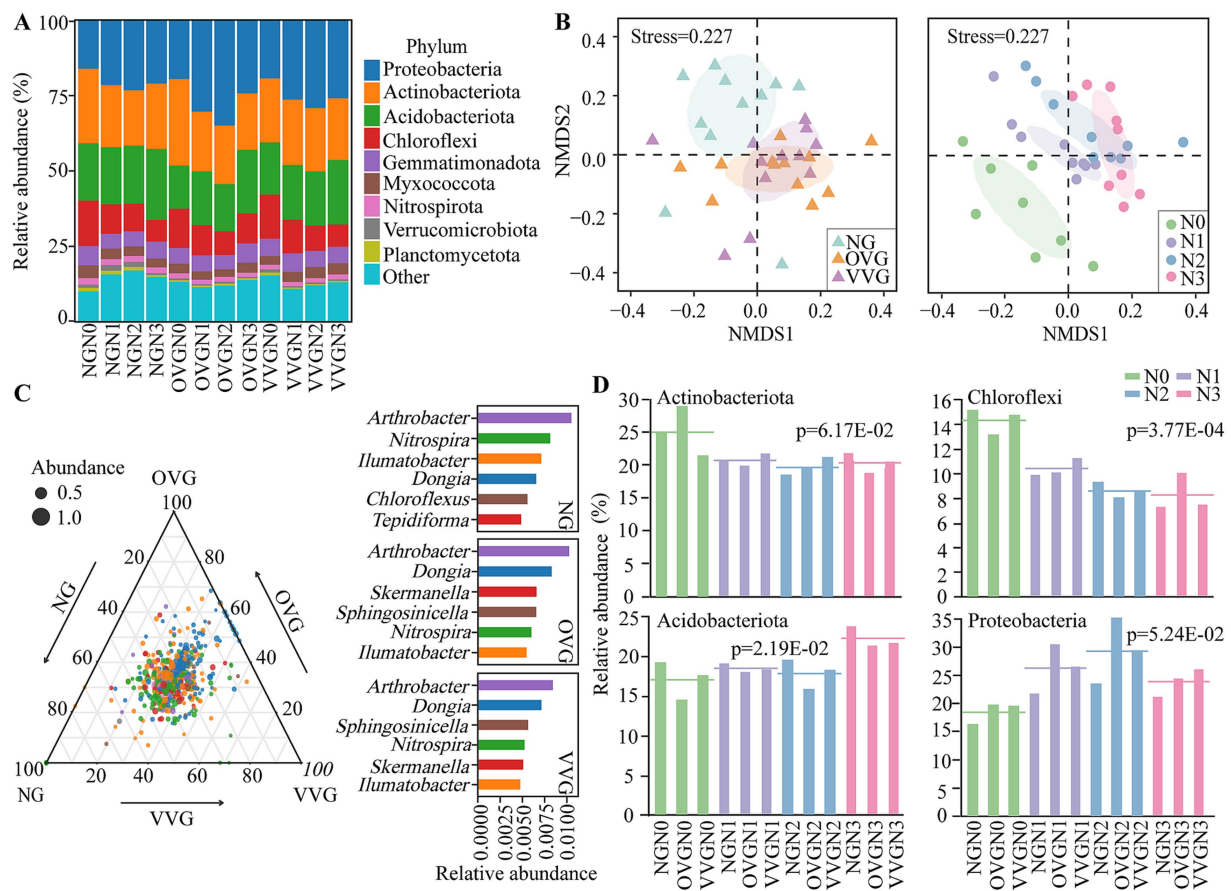 A
100
75
50
25
0
Relative abundance (%)
NGN0
NGN1
NGN2
NGN3
OVGN0
OVGN1
OVGN2
OVGN3
VVGN0
VVGN1
VVGN2
VVGN3
Phylum
Proteobacteria
Actinobacteriota
Acidobacteriota
Chloroflexi
Gemmatimonadota
Myxococcota
Nitrospirota
Verrucomicrobiota
Planctomycetota
Other
B
Stress=0.227
0.4
0.2
0.0
−0.2
−0.4
NMDS2
NG
OVG
VVG
−0.4
−0.2
0.0
0.2
0.4
NMDS1
Stress=0.227
N0
N1
N2
N3
−0.4
−0.2
0.0
0.2
0.4
NMDS1
C
Abundance
0.5
1.0
OVG
100
20
80
NG
OVG
40
60
60
40
80
20
100
20
40
60
80
100
NG
VVG
VVG
Arthrobacter
Nitrospira
Ilumatobacter
Dongia
Chloroflexus
Tepidiforma
NG
Arthrobacter
Dongia
Skermanella
Sphingosinicella
Nitrospira
Ilumatobacter
OVG
Arthrobacter
Dongia
Sphingosinicella
Nitrospira
Skermanella
Ilumatobacter
VVG
0.0000
0.0025
0.0050
0.0075
0.0100
Relative abundance
D
N0 N1
N2 N3
Relative abundance (%)
Actinobacteriota
p=6.17E-02
30
25
20
15
10
5
0
Chloroflexi
p=3.77E-04
16
14
12
10
8
6
4
2
0
Acidobacteriota
p=2.19E-02
25
20
15
10
5
0
NGN0
OVGN0
VVGN0
NGN1
OVGN1
VVGN1
NGN2
OVGN2
VVGN2
NGN3
OVGN3
VVGN3
Proteobacteria
p=5.24E-02
35
30
25
20
15
10
5
0
NGN0
OVGN0
VVGN0
NGN1
OVGN1
VVGN1
NGN2
OVGN2
VVGN2
NGN3
OVGN3
VVGN3